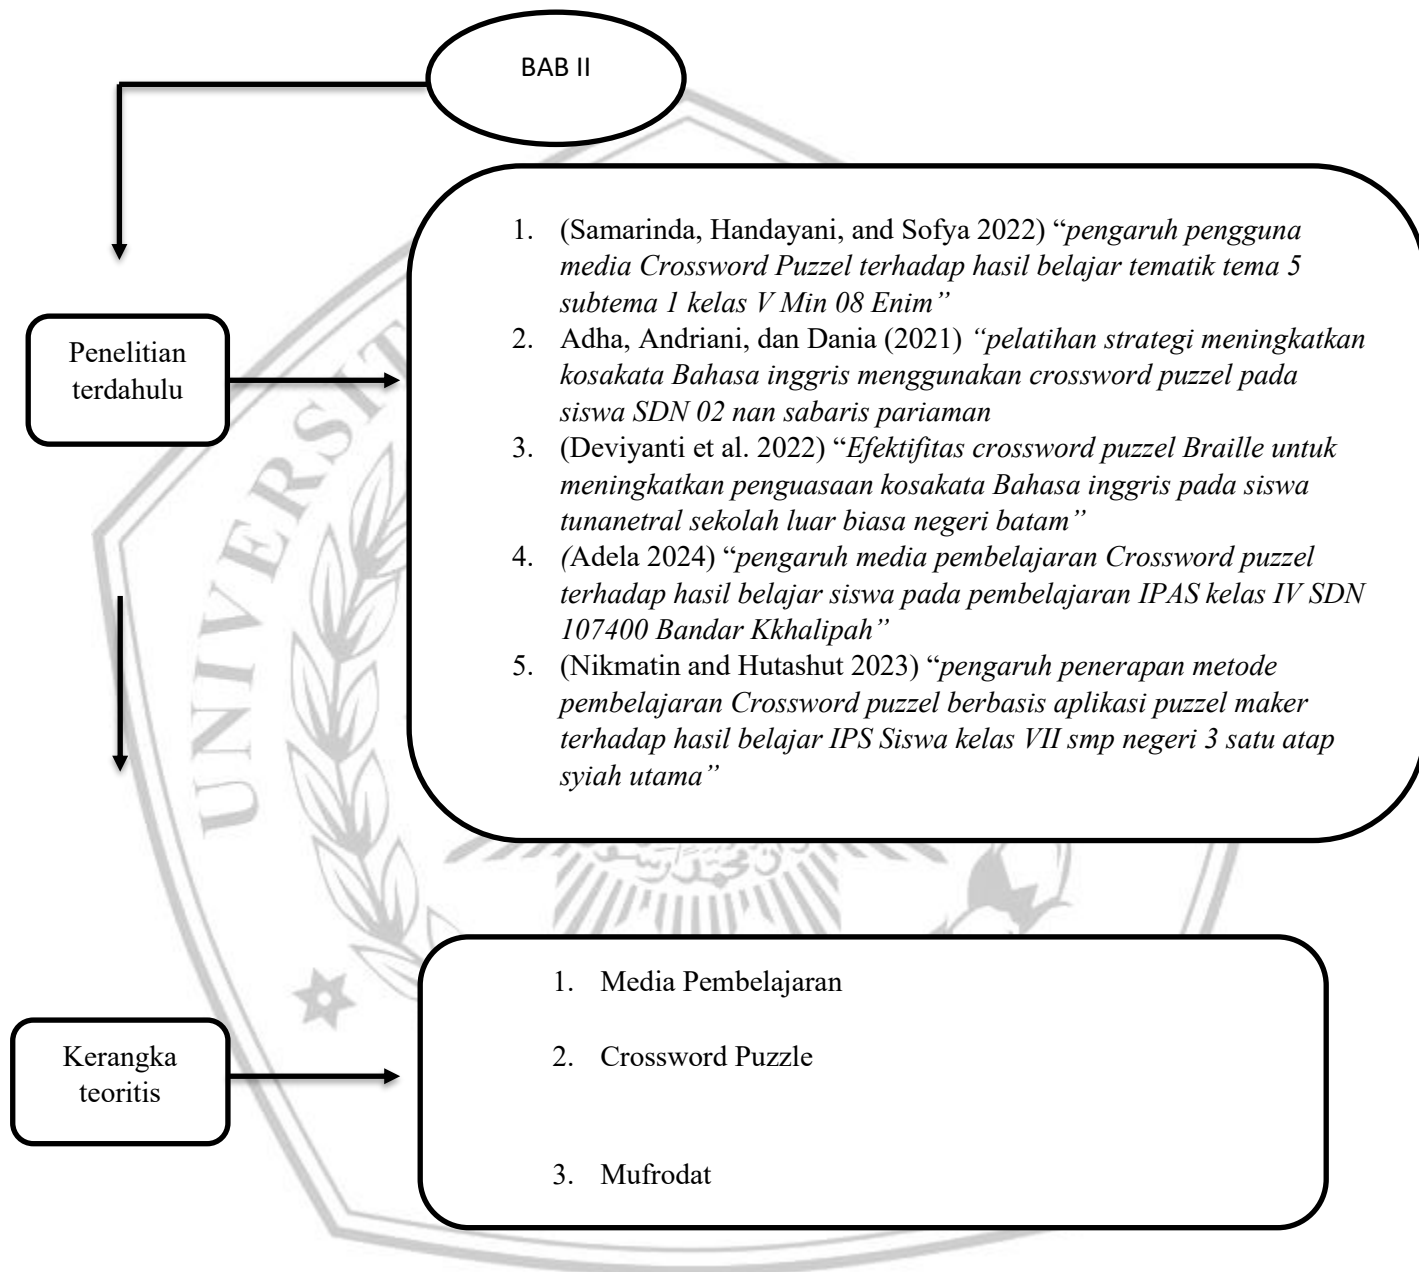 BAB II
1. (Samarinda, Handayani, and Sofya 2022) “pengaruh pengguna
media Crossword Puzzel terhadap hasil belajar tematik tema 5
subtema 1 kelas V Min 08 Enim”
2. Adha, Andriani, dan Dania (2021) “pelatihan strategi meningkatkan
kosakata Bahasa inggris menggunakan crossword puzzel pada
siswa SDN 02 nan sabaris pariaman
3. (Deviyanti et al. 2022) “Efektifitas crossword puzzel Braille untuk
meningkatkan penguasaan kosakata Bahasa inggris pada siswa
tunanetral sekolah luar biasa negeri batam”
4. (Adela 2024) “pengaruh media pembelajaran Crossword puzzel
terhadap hasil belajar siswa pada pembelajaran IPAS kelas IV SDN
107400 Bandar Kkhalipah”
5. (Nikmatin and Hutashut 2023) “pengaruh penerapan metode
pembelajaran Crossword puzzel berbasis aplikasi puzzel maker
terhadap hasil belajar IPS Siswa kelas VII smp negeri 3 satu atap
syiah utama”
Penelitian
terdahulu
UNIVERSIT
1. Media Pembelajaran
2. Crossword Puzzle
3. Mufrodat
Kerangka
teoritis